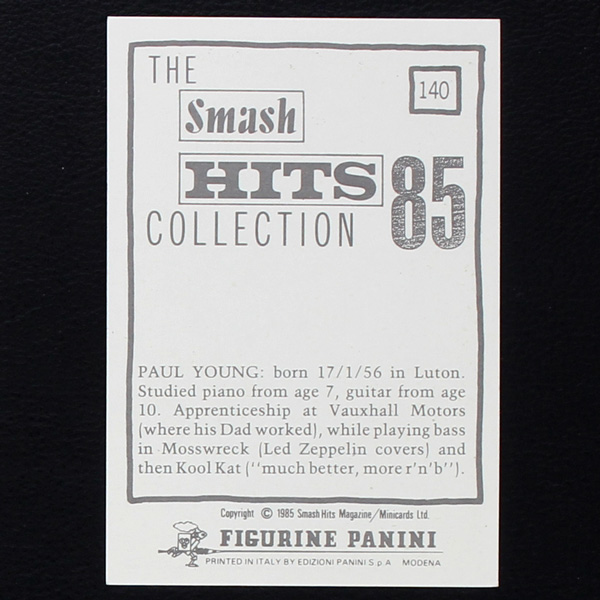 THE
140
Smash
HITS
85
COLLECTION
PAUL YOUNG: born 17/1/56 in Luton.
Studied piano from age 7, guitar from age
10. Apprenticeship at Vauxhall Motors
(where his Dad worked), while playing bass
in Mosswreck (Led Zeppelin covers) and
then Kool Kat (“much better, more r'n'b”).
Copyright © 1985 Smash Hits Magazine/Minicards Ltd.
FIGURINE PANINI
PRINTED IN ITALY BY EDIZIONI PANINI S.p.A MODENA